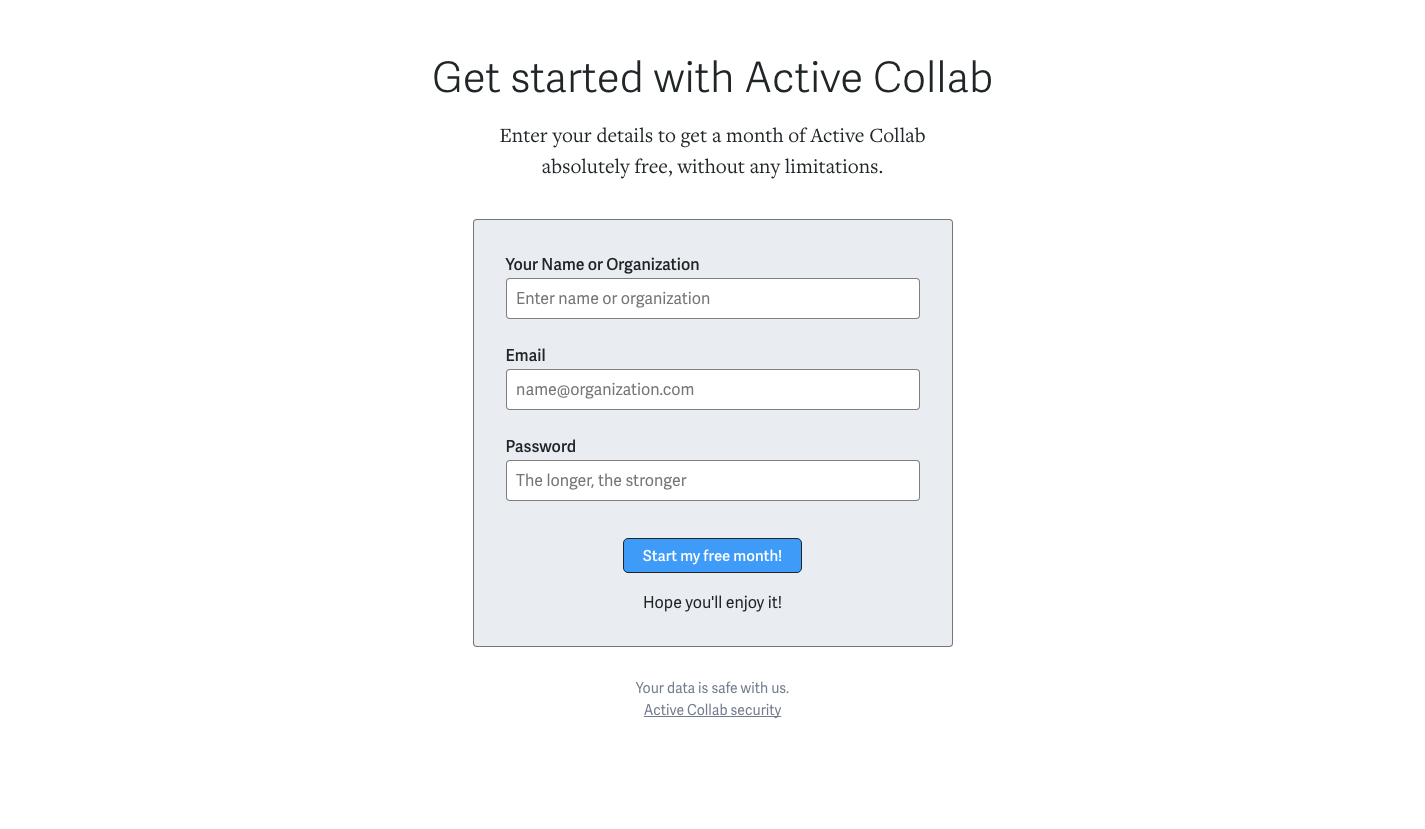 Get started with Active Collab
Enter your details to get a month of Active Collab
absolutely free, without any limitations.
Your Name or Organization
Enter name or organization
Email
name@organization.com
Password
The longer, the stronger
Start my free month!
Hope you'll enjoy it!
Your data is safe with us.
Active Collab security